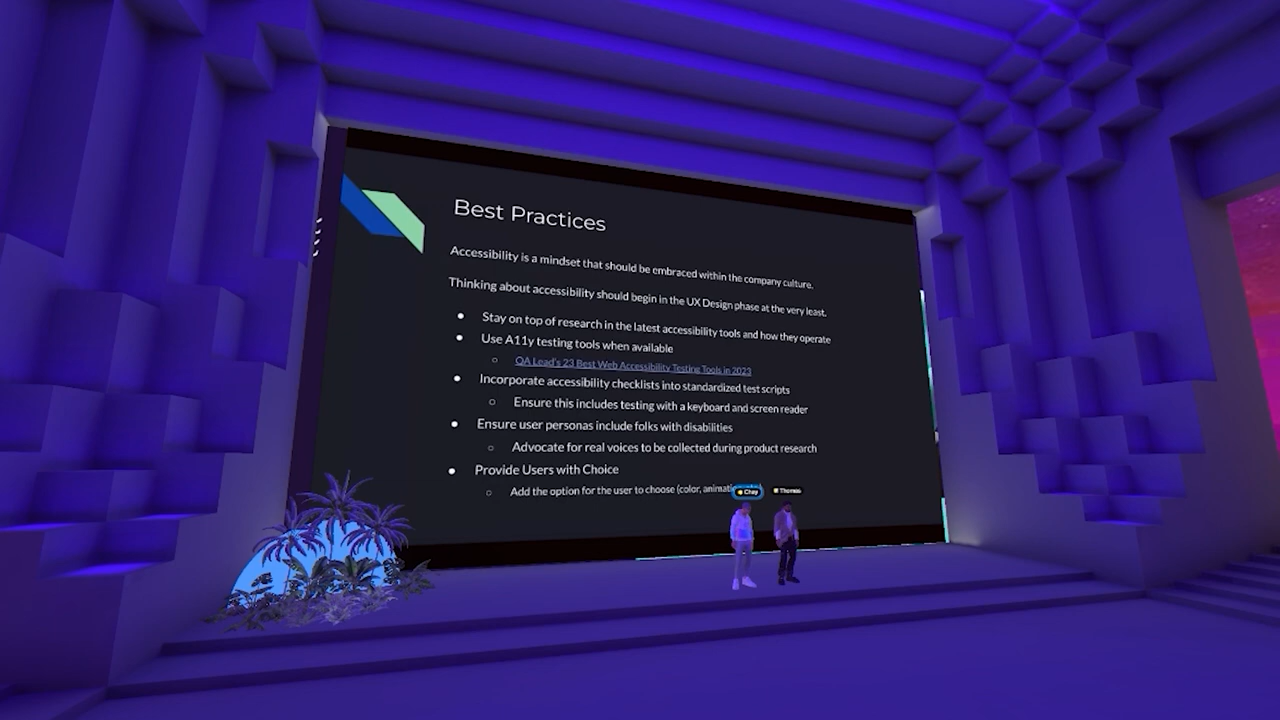 Best Practices
Accessibility is a mindset that should be embraced within the company culture.
Thinking about accessibility should begin in the UX Design phase at the very least.
● Stay on top of research in the latest accessibility tools and how they operate
● Use A11y testing tools when available
○ QA Lead's 23 Best Web Accessibility Testing Tools in 2023
● Incorporate accessibility checklists into standardized test scripts
○ Ensure this includes testing with a keyboard and screen reader
● Ensure user personas include folks with disabilities
○ Advocate for real voices to be collected during product research
● Provide Users with Choice
○ Add the option for the user to choose (color,
Chay
Thomas